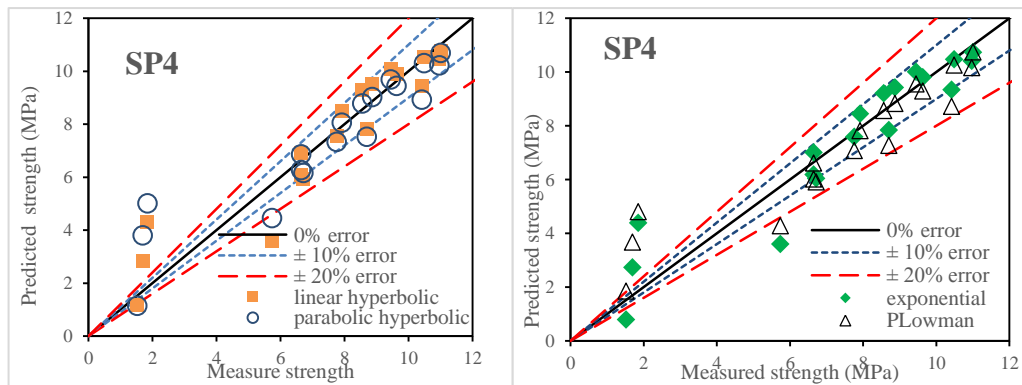 SP4
Predicted strength (MPa)
12
10
8
6
4
2
0
0% error
± 10% error
± 20% error
linear hyperbolic
parabolic hyperbolic
0 2 4 6 8 10 12
Measure strength
SP4
Predicted strength (MPa)
12
10
8
6
4
2
0
0% error
± 10% error
± 20% error
exponential
PLowman
0 2 4 6 8 10 12
Measured strength (MPa)